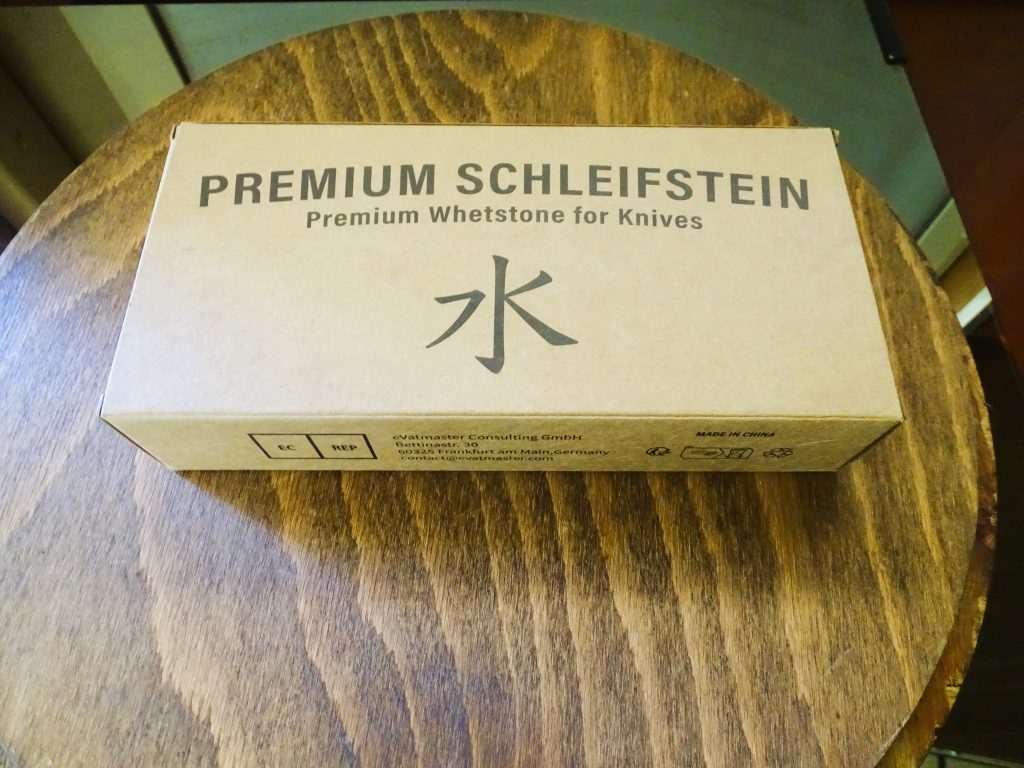 PREMIUM SCHLEIFSTEIN
Premium Whetstone for Knives
水
EC REP
eVatmaster Consulting GmbH
Bettinastr. 30
60325 Frankfurt am Main,Germany
contact@evatmaster.com
MADE IN CHINA